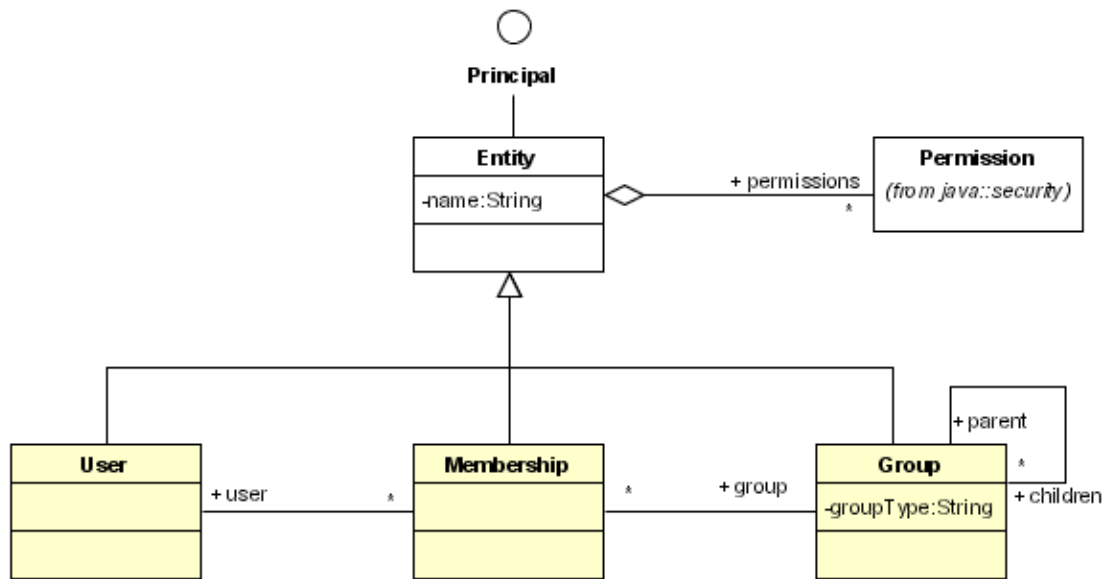 Principal
Entity
-name:String
+ permissions
*
Permission
(from java::security)
User
+ user
*
Membership
*
+ group
Group
-groupType:String
+ parent
*
+ children